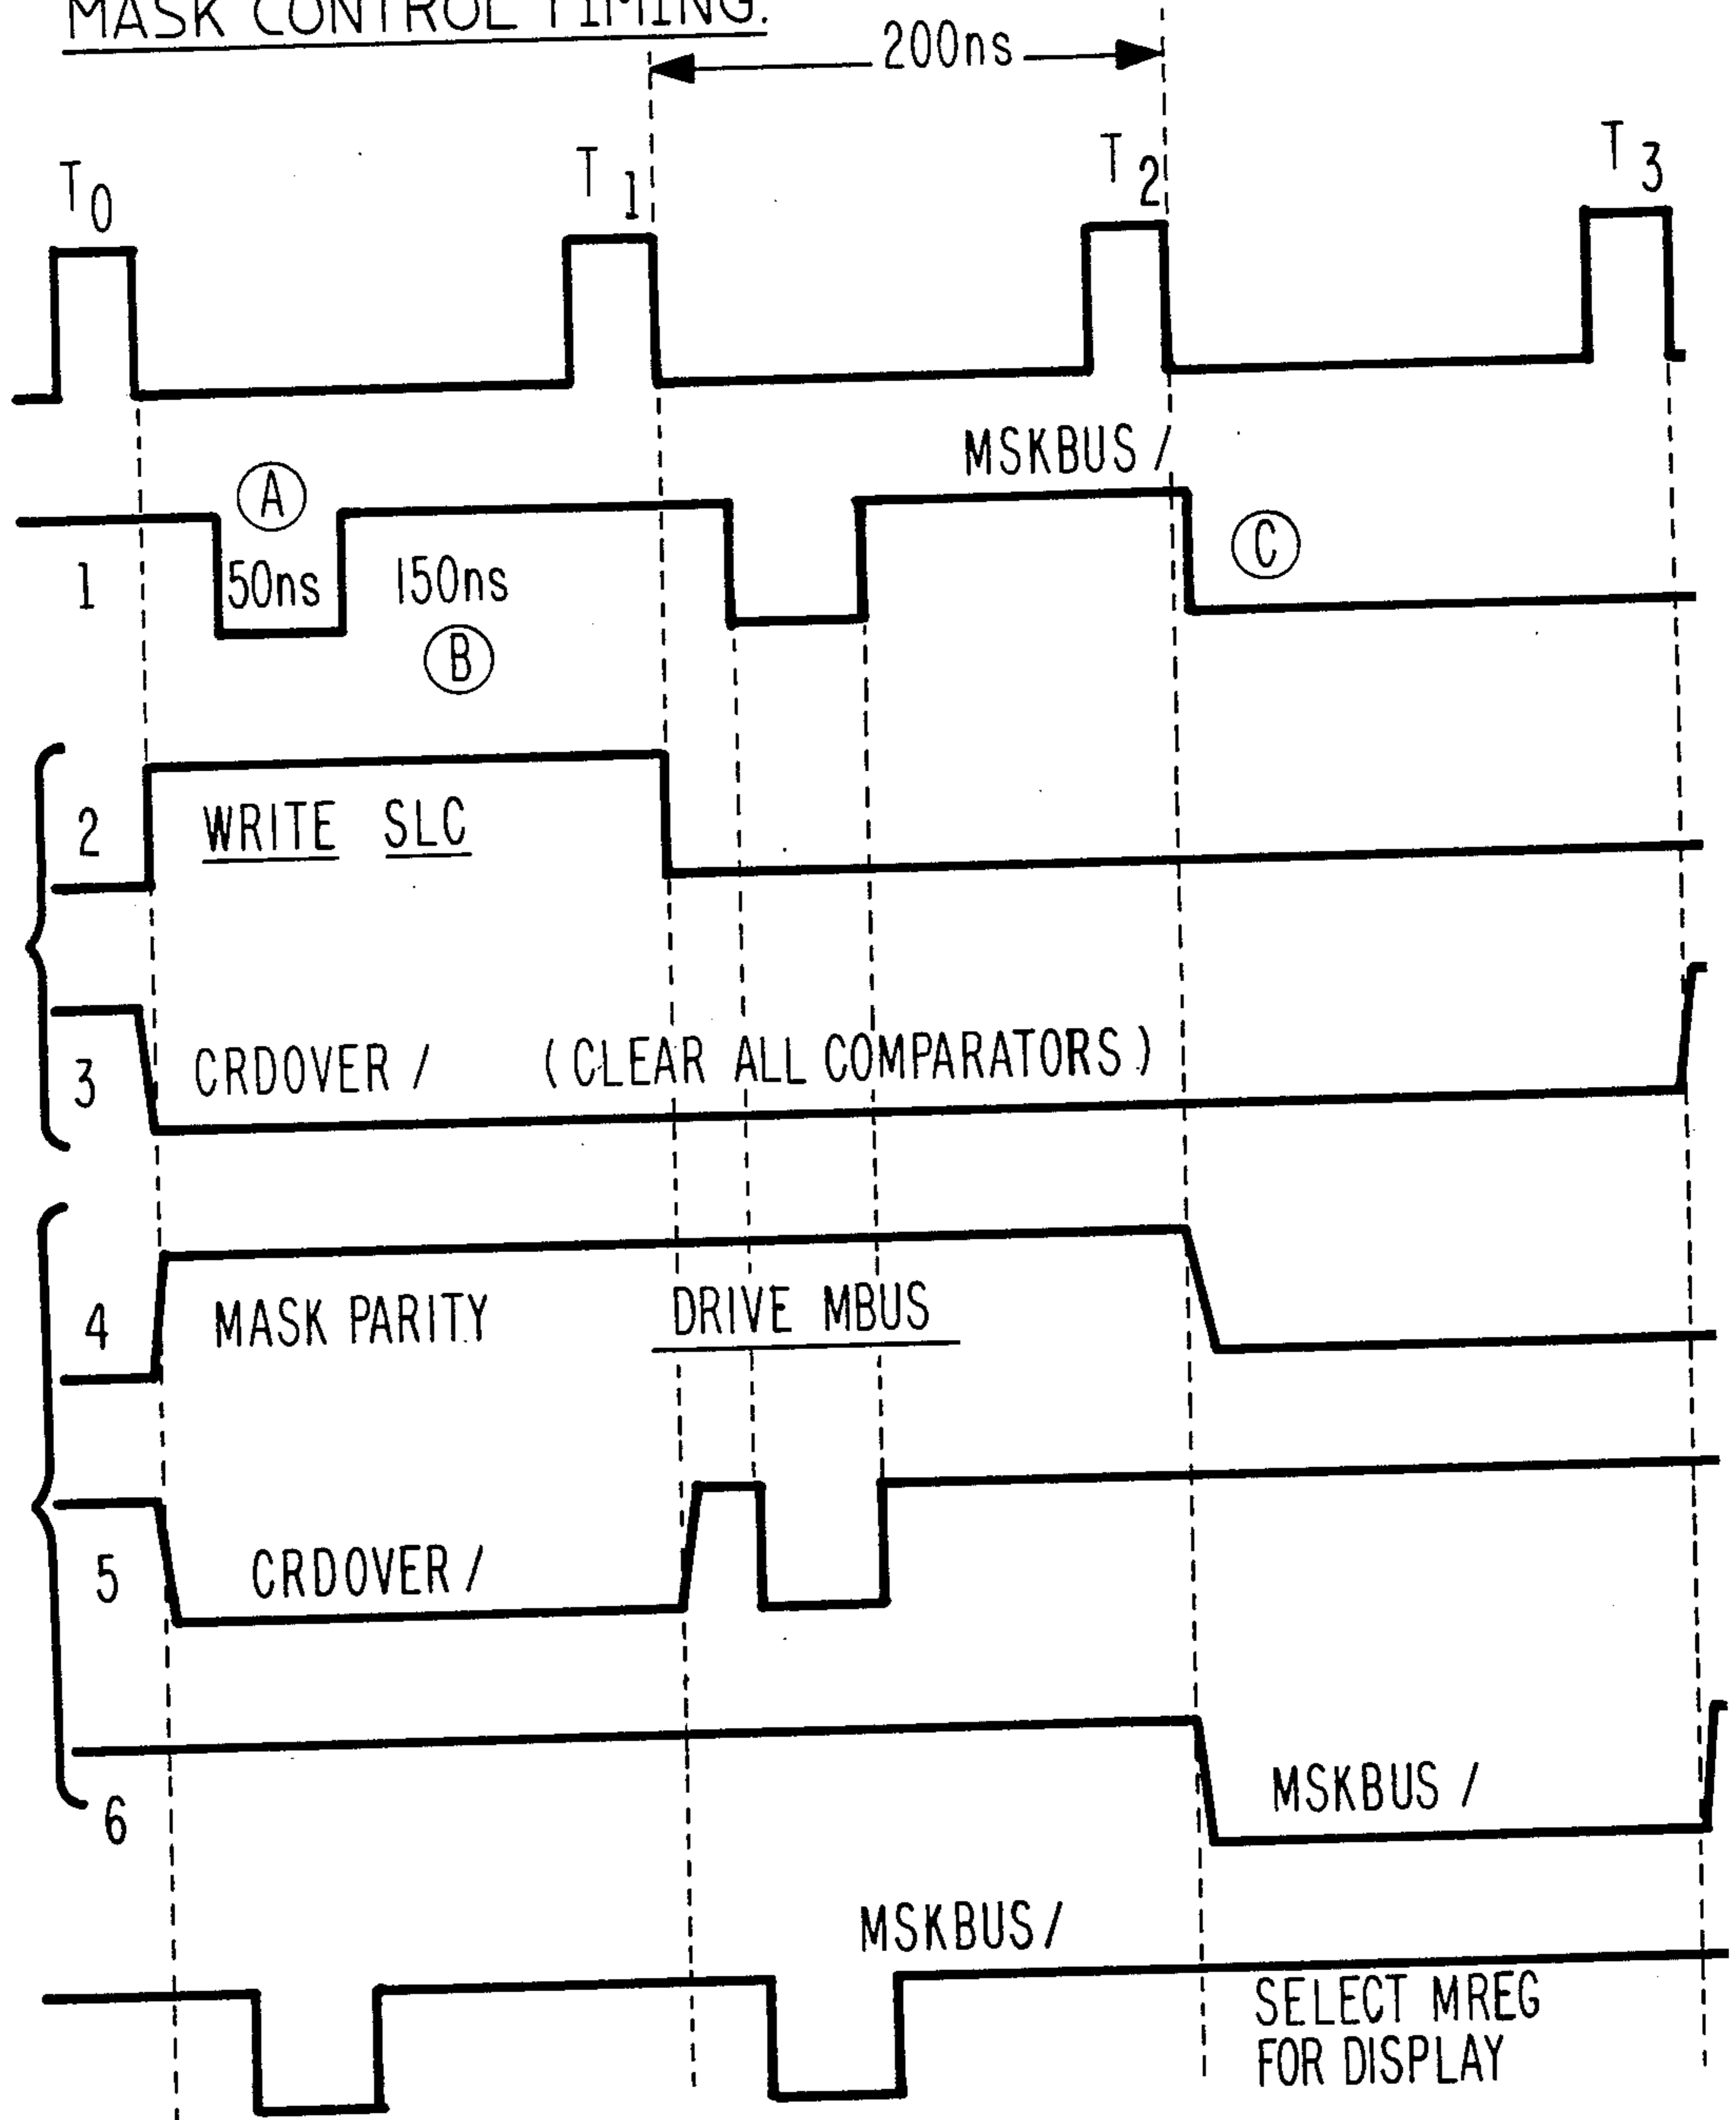 MASK CONTROL TIMING.
200ns
T0 T1 T2 T3
MSKBUS /
A
C
1 50ns 150ns
B
2 WRITE SLC
3 CRDOVER / (CLEAR ALL COMPARATORS)
4 MASK PARITY DRIVE MBUS
5 CRDOVER /
6 MSKBUS /
MSKBUS /
SELECT MREG
FOR DISPLAY